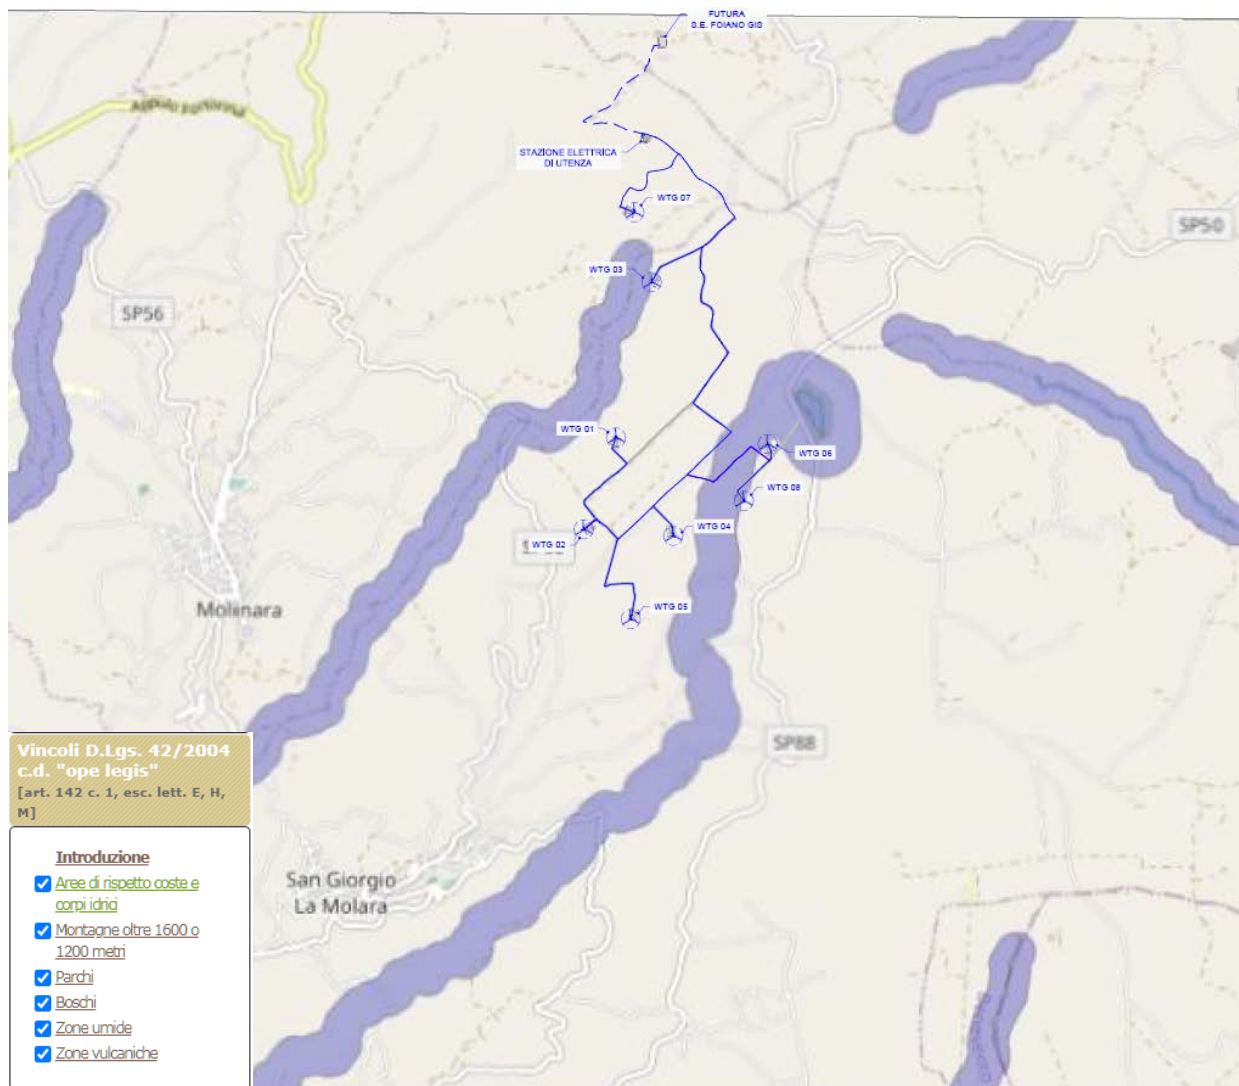 FUTURA
S.E. FOIANO GIS
Appulo Fortorina
STAZIONE ELETTRICA
DI UTENZA
WTG 07
SP50
WTG 03
SP56
WTG 01
WTG 06
WTG 08
WTG 04
WTG 02
WTG 05
Molinara
SP88
San Giorgio
La Molara
Vincoli D.Lgs. 42/2004
c.d. "ope legis"
[art. 142 c. 1, esc. lett. E, H,
M]
Introduzione
Aree di rispetto coste e
corpi idrici
Montagne oltre 1600 o
1200 metri
Parchi
Boschi
Zone umide
Zone vulcaniche